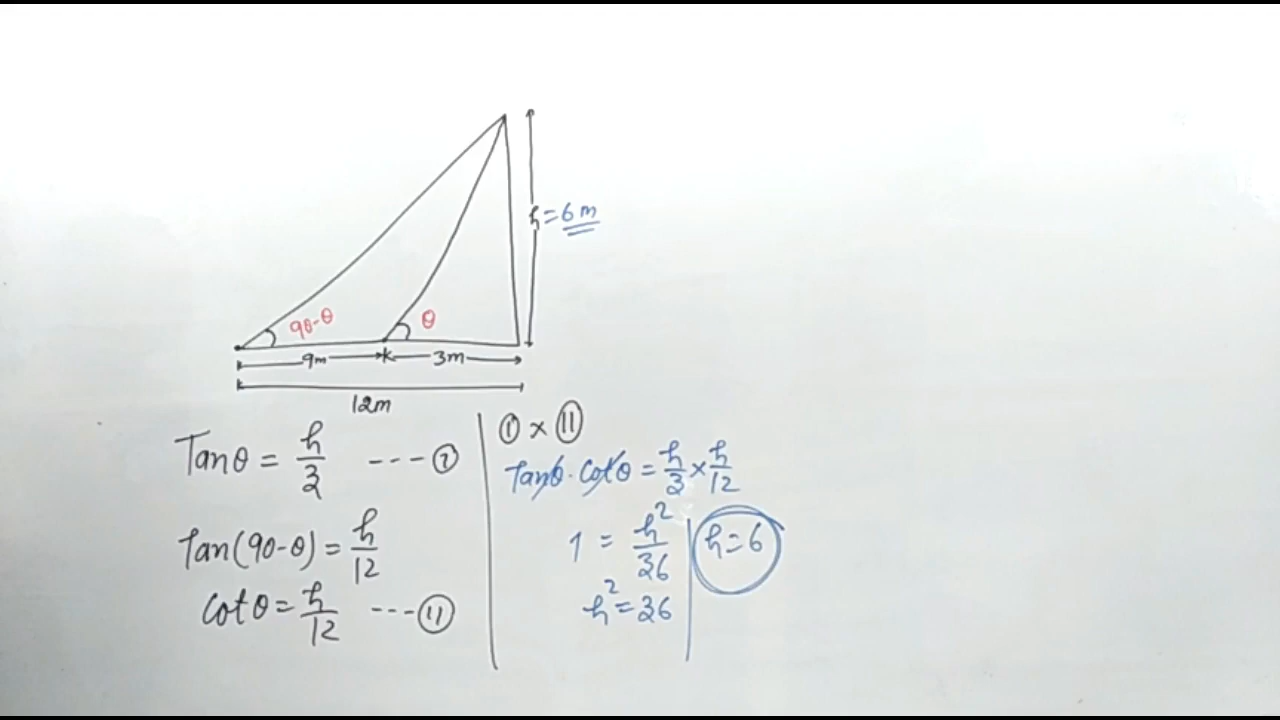 h=6m
90-θ
θ
9m
3m
12m
Tanθ = h/3 ---- Ⓘ
Tan(90-θ) = h/12
Cotθ = h/12 --- Ⓘⓘ
Ⓘ × Ⓘⓘ
Tanθ · Cotθ = h/3 × h/12
1 = h²/36
h² = 36
h = 6